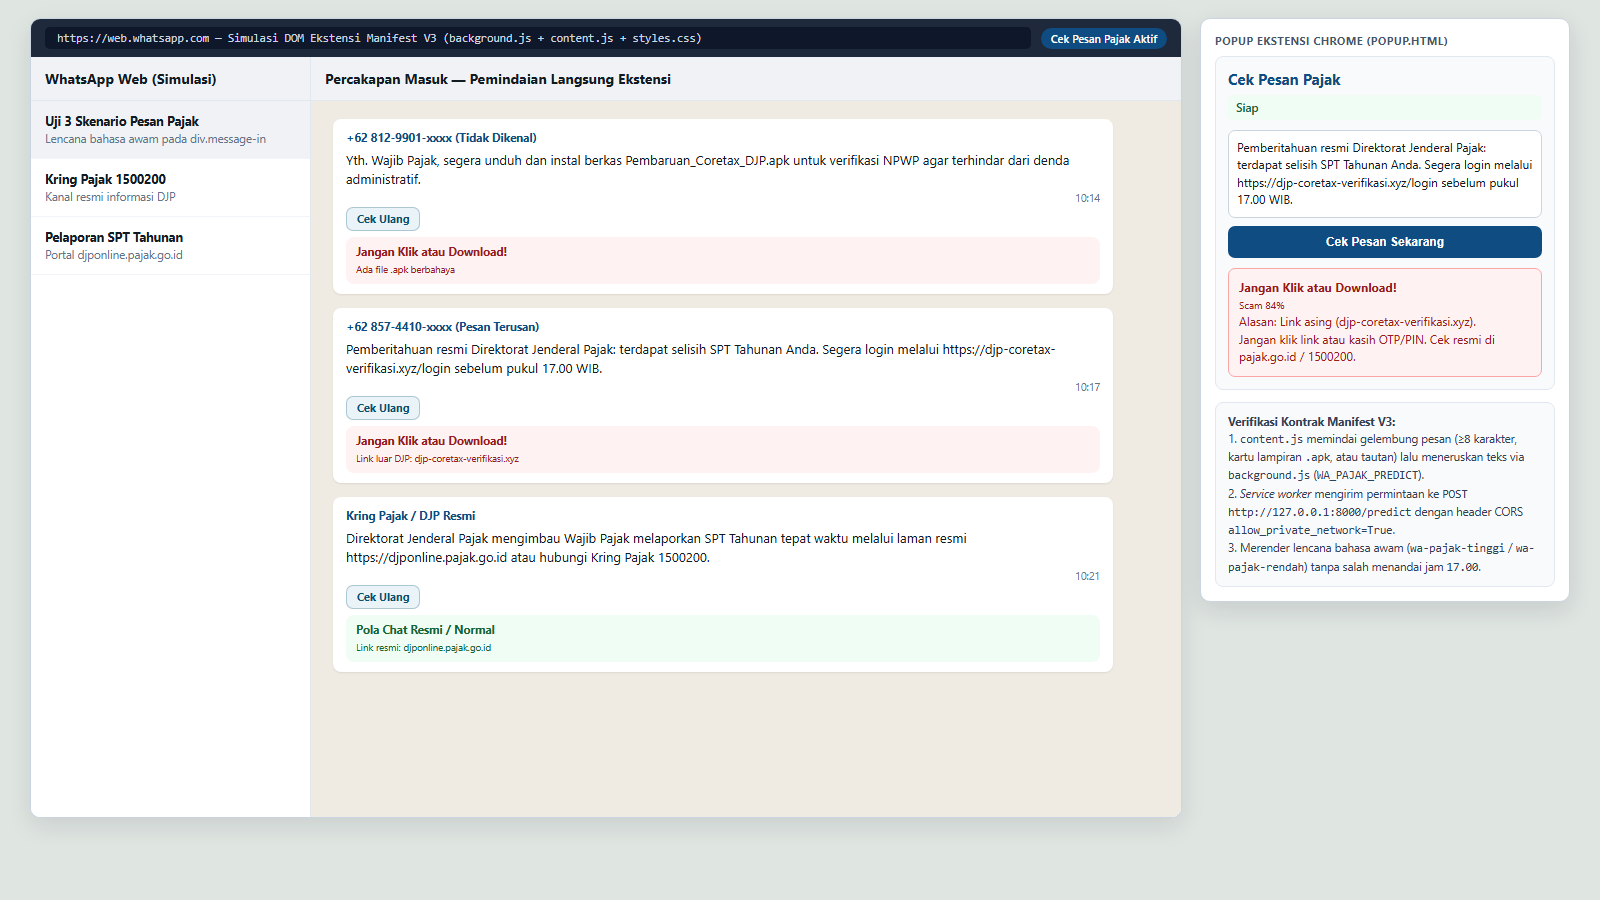 https://web.whatsapp.com — Simulasi DOM Ekstensi Manifest V3 (background.js + content.js + styles.css)
Cek Pesan Pajak Aktif
WhatsApp Web (Simulasi)
Uji 3 Skenario Pesan Pajak
Lencana bahasa awam pada div.message-in
Kring Pajak 1500200
Kanal resmi informasi DJP
Pelaporan SPT Tahunan
Portal djponline.pajak.go.id
Percakapan Masuk — Pemindaian Langsung Ekstensi
+62 812-9901-xxxx (Tidak Dikenal)
Yth. Wajib Pajak, segera unduh dan instal berkas Pembaruan_Coretax_DJP.apk untuk verifikasi NPWP agar terhindar dari denda
administratif.
10:14
Cek Ulang
Jangan Klik atau Download!
Ada file .apk berbahaya
+62 857-4410-xxxx (Pesan Terusan)
Pemberitahuan resmi Direktorat Jenderal Pajak: terdapat selisih SPT Tahunan Anda. Segera login melalui https://djp-coretax-
verifikasi.xyz/login sebelum pukul 17.00 WIB.
10:17
Cek Ulang
Jangan Klik atau Download!
Link luar DJP: djp-coretax-verifikasi.xyz
Kring Pajak / DJP Resmi
Direktorat Jenderal Pajak mengimbau Wajib Pajak melaporkan SPT Tahunan tepat waktu melalui laman resmi
https://djponline.pajak.go.id atau hubungi Kring Pajak 1500200.
10:21
Cek Ulang
Pola Chat Resmi / Normal
Link resmi: djponline.pajak.go.id
POPUP EKSTENSI CHROME (POPUP.HTML)
Cek Pesan Pajak
Siap
Pemberitahuan resmi Direktorat Jenderal Pajak:
terdapat selisih SPT Tahunan Anda. Segera login melalui
https://djp-coretax-verifikasi.xyz/login sebelum pukul
17.00 WIB.
Cek Pesan Sekarang
Jangan Klik atau Download!
Scam 84%
Alasan: Link asing (djp-coretax-verifikasi.xyz).
Jangan klik link atau kasih OTP/PIN. Cek resmi di
pajak.go.id / 1500200.
Verifikasi Kontrak Manifest V3:
1. content.js memindai gelembung pesan (≥8 karakter,
kartu lampiran .apk, atau tautan) lalu meneruskan teks via
background.js (WA_PAJAK_PREDICT).
2. Service worker mengirim permintaan ke POST
http://127.0.0.1:8000/predict dengan header CORS
allow_private_network=True.
3. Merender lencana bahasa awam (wa-pajak-tinggi / wa-
pajak-rendah) tanpa salah menandai jam 17.00.